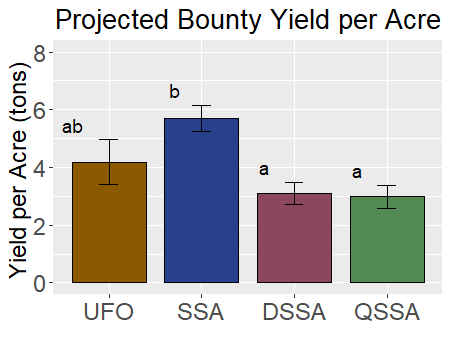 Projected Bounty Yield per Acre
Yield per Acre (tons)
8
6
4
2
0
ab
b
a
a
UFO SSA DSSA QSSA